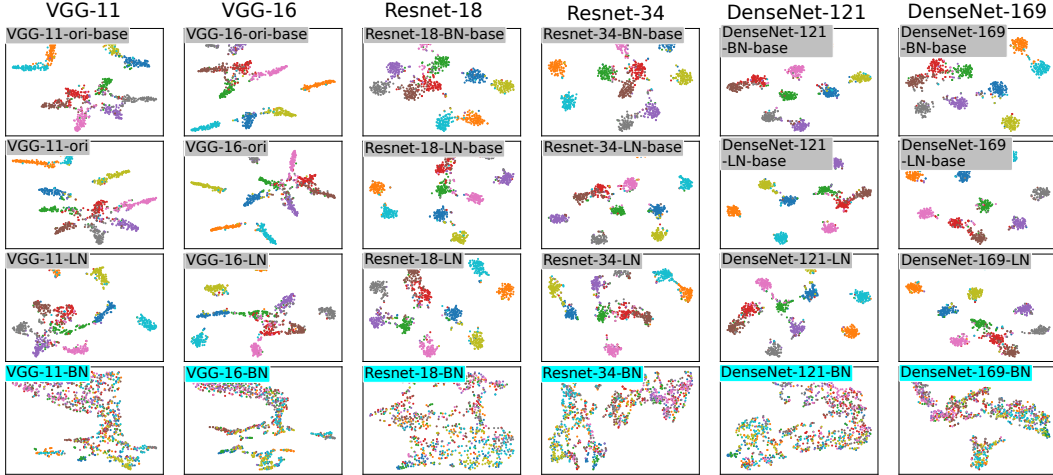 VGG-11 VGG-16 Resnet-18 Resnet-34 DenseNet-121 DenseNet-169
VGG-11-ori-base VGG-16-ori-base Resnet-18-BN-base Resnet-34-BN-base DenseNet-121 DenseNet-169
-BN-base -BN-base
VGG-11-ori VGG-16-ori Resnet-18-LN-base Resnet-34-LN-base DenseNet-121 DenseNet-169
-LN-base -LN-base
VGG-11-LN VGG-16-LN Resnet-18-LN Resnet-34-LN DenseNet-121-LN DenseNet-169-LN
VGG-11-BN VGG-16-BN Resnet-18-BN Resnet-34-BN DenseNet-121-BN DenseNet-169-BN